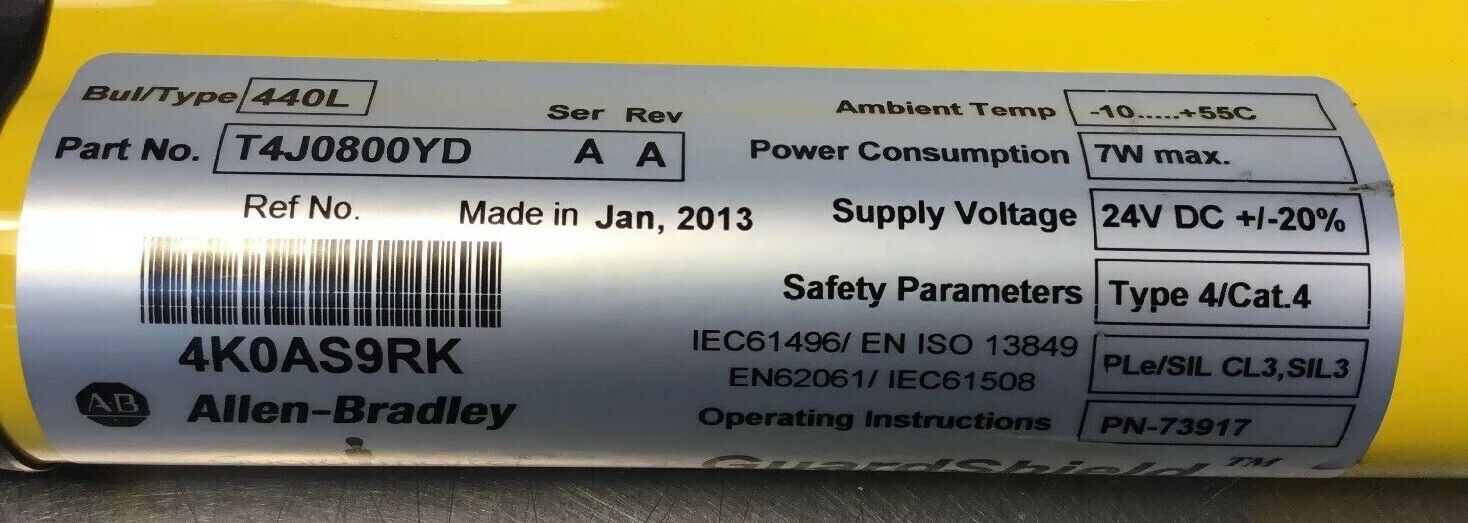 Bul/Type 440L
Ser Rev
Part No. T4J0800YD A A
Ref No. Made in Jan, 2013
4K0AS9RK
AB Allen-Bradley
Ambient Temp -10.....+55C
Power Consumption 7W max.
Supply Voltage 24V DC +/-20%
Safety Parameters Type 4/Cat.4
IEC61496/ EN ISO 13849
EN62061/ IEC61508
PLe/SIL CL3,SIL3
Operating Instructions PN-73917
GuardShield TM